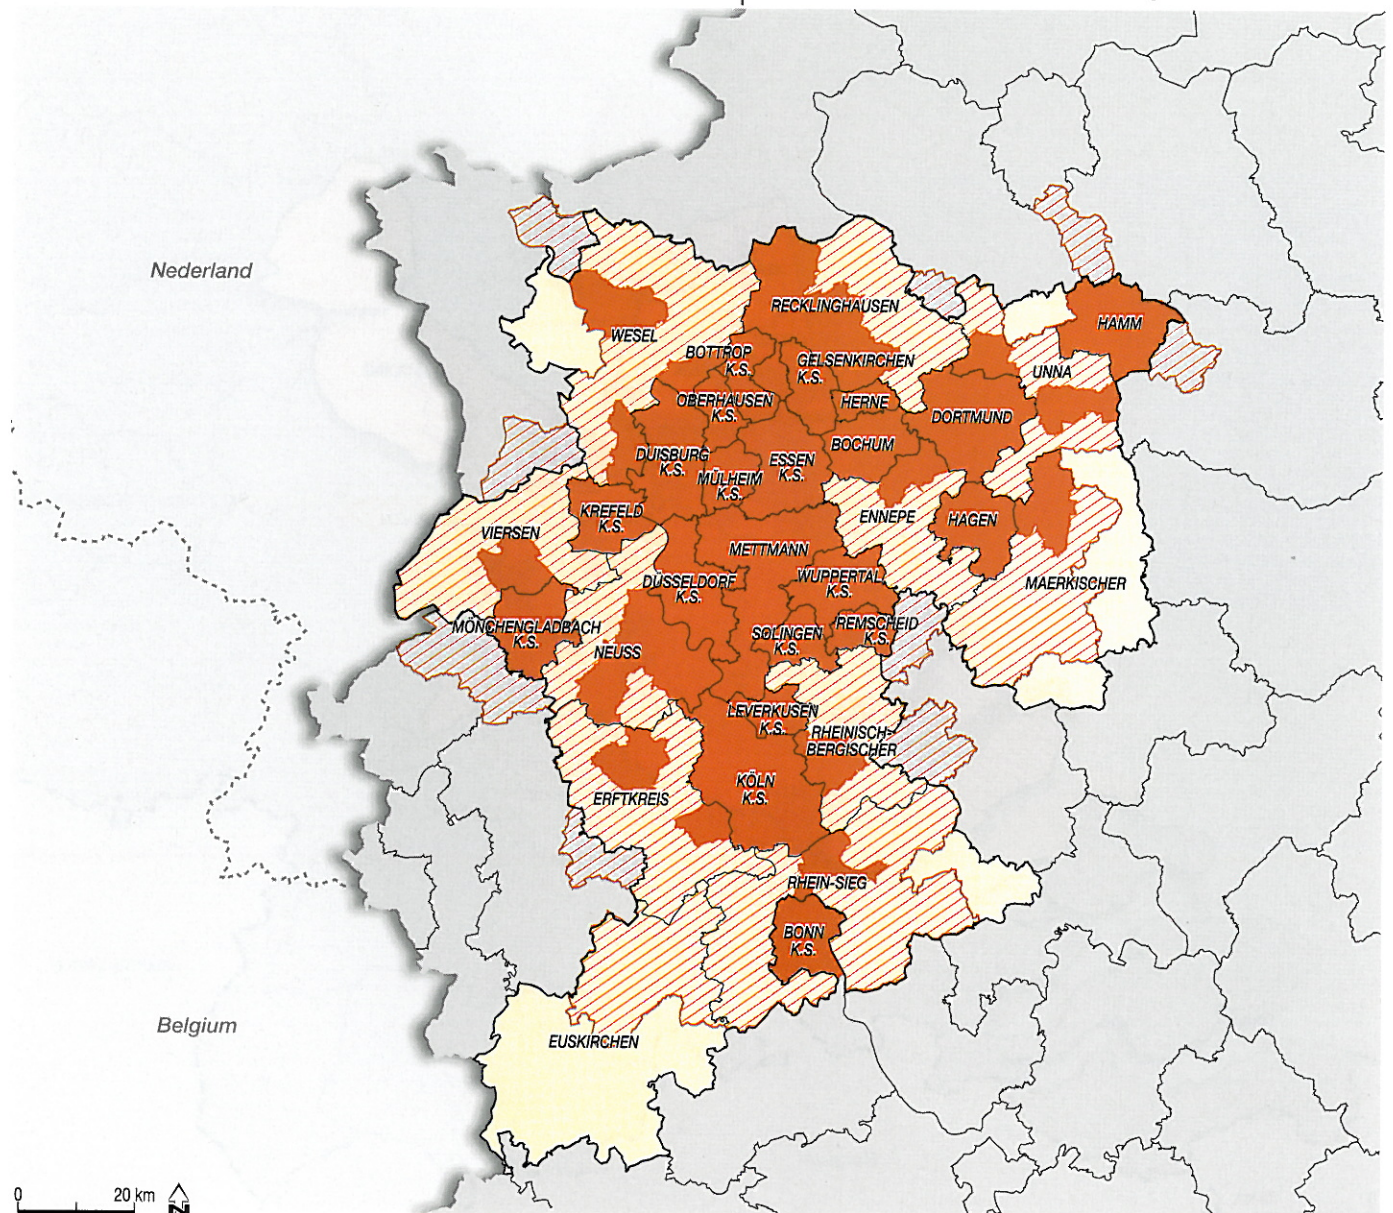 Nederland
RECKLINGHAUSEN
HAMM
WESEL
BOTTROP
K.S.
GELSENKIRCHEN
K.S.
UNNA
OBERHAUSEN
K.S.
HERNE
DORTMUND
BOCHUM
DUISBURG
K.S.
ESSEN
K.S.
MÜLHEIM
K.S.
KREFELD
K.S.
ENNEPE
HAGEN
VIERSEN
METTMANN
DÜSSELDORF
K.S.
WUPPERTAL
K.S.
MAERKISCHER
MÖNCHENGLADBACH
K.S.
SOLINGEN
K.S.
REMSCHEID
K.S.
NEUSS
LEVERKUSEN
K.S.
RHEINISCH-
BERGISCHER
KÖLN
K.S.
ERFTKREIS
RHEIN-SIEG
BONN
K.S.
Belgium
EUSKIRCHEN
0
20 km
N